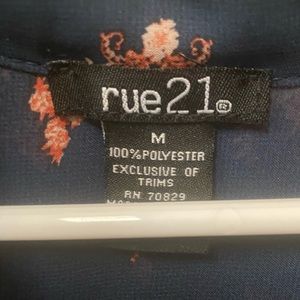 rue21®
M
100%POLYESTER
EXCLUSIVE OF
TRIMS
RN 70829